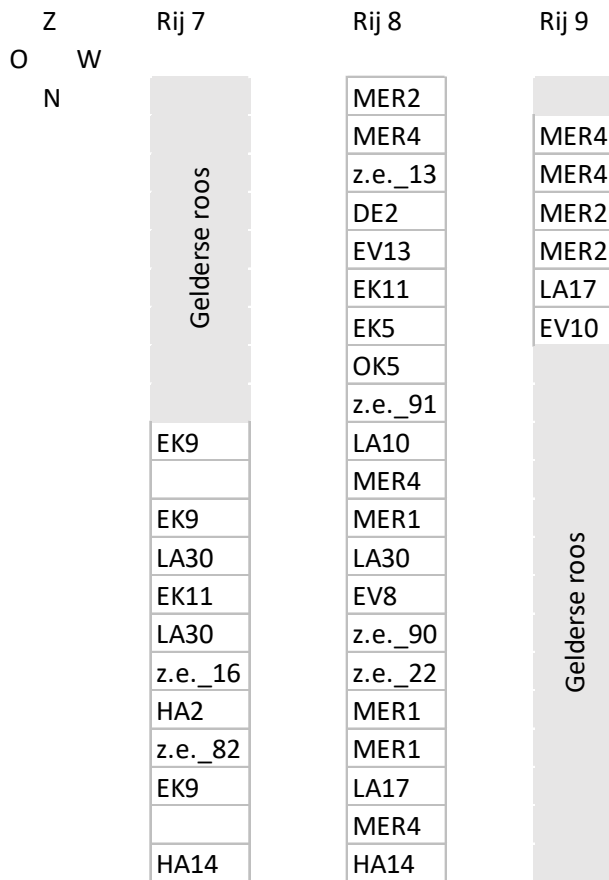 Z Rij 7 Rij 8 Rij 9
O W
N MER2
MER4 MER4
z.e._13 MER4
DE2 MER2
EV13 MER2
EK11 LA17
EK5 EV10
OK5
z.e._91
Gelderse roos
EK9 LA10
MER4
EK9 MER1
LA30 LA30
EK11 EV8
LA30 z.e._90
z.e._16 z.e._22
HA2 MER1
z.e._82 MER1
EK9 LA17
MER4
HA14 HA14
Gelderse roos